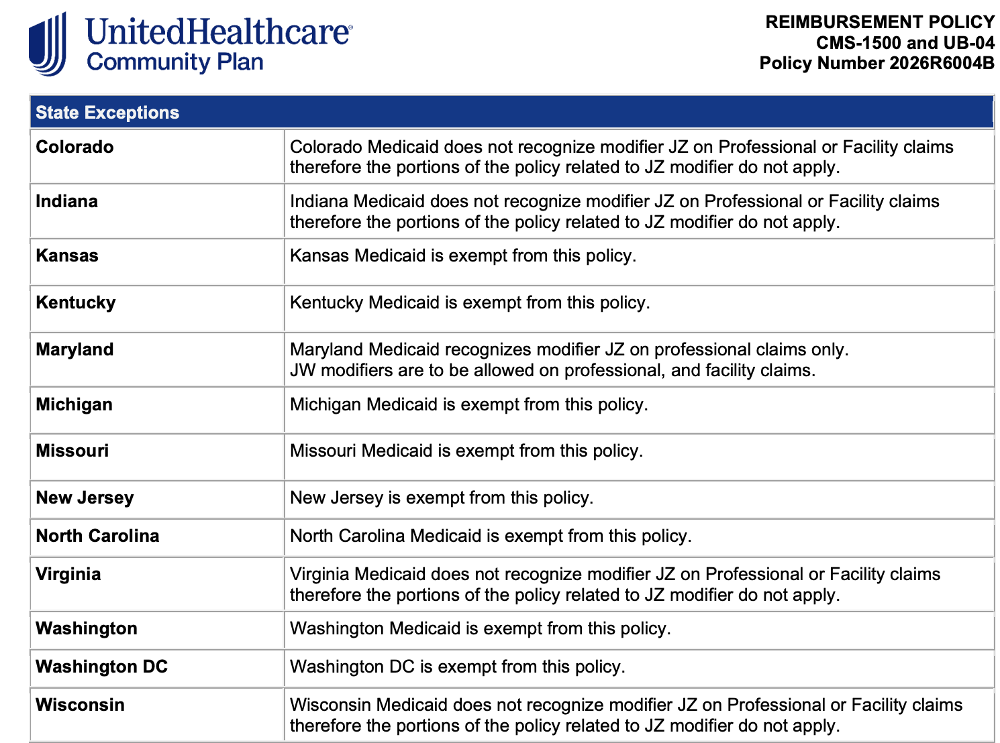 UnitedHealthcare®
Community Plan
REIMBURSEMENT POLICY
CMS-1500 and UB-04
Policy Number 2026R6004B
State Exceptions
Colorado
Colorado Medicaid does not recognize modifier JZ on Professional or Facility claims
therefore the portions of the policy related to JZ modifier do not apply.
Indiana
Indiana Medicaid does not recognize modifier JZ on Professional or Facility claims
therefore the portions of the policy related to JZ modifier do not apply.
Kansas
Kansas Medicaid is exempt from this policy.
Kentucky
Kentucky Medicaid is exempt from this policy.
Maryland
Maryland Medicaid recognizes modifier JZ on professional claims only.
JW modifiers are to be allowed on professional, and facility claims.
Michigan
Michigan Medicaid is exempt from this policy.
Missouri
Missouri Medicaid is exempt from this policy.
New Jersey
New Jersey is exempt from this policy.
North Carolina
North Carolina Medicaid is exempt from this policy.
Virginia
Virginia Medicaid does not recognize modifier JZ on Professional or Facility claims
therefore the portions of the policy related to JZ modifier do not apply.
Washington
Washington Medicaid is exempt from this policy.
Washington DC
Washington DC is exempt from this policy.
Wisconsin
Wisconsin Medicaid does not recognize modifier JZ on Professional or Facility claims
therefore the portions of the policy related to JZ modifier do not apply.